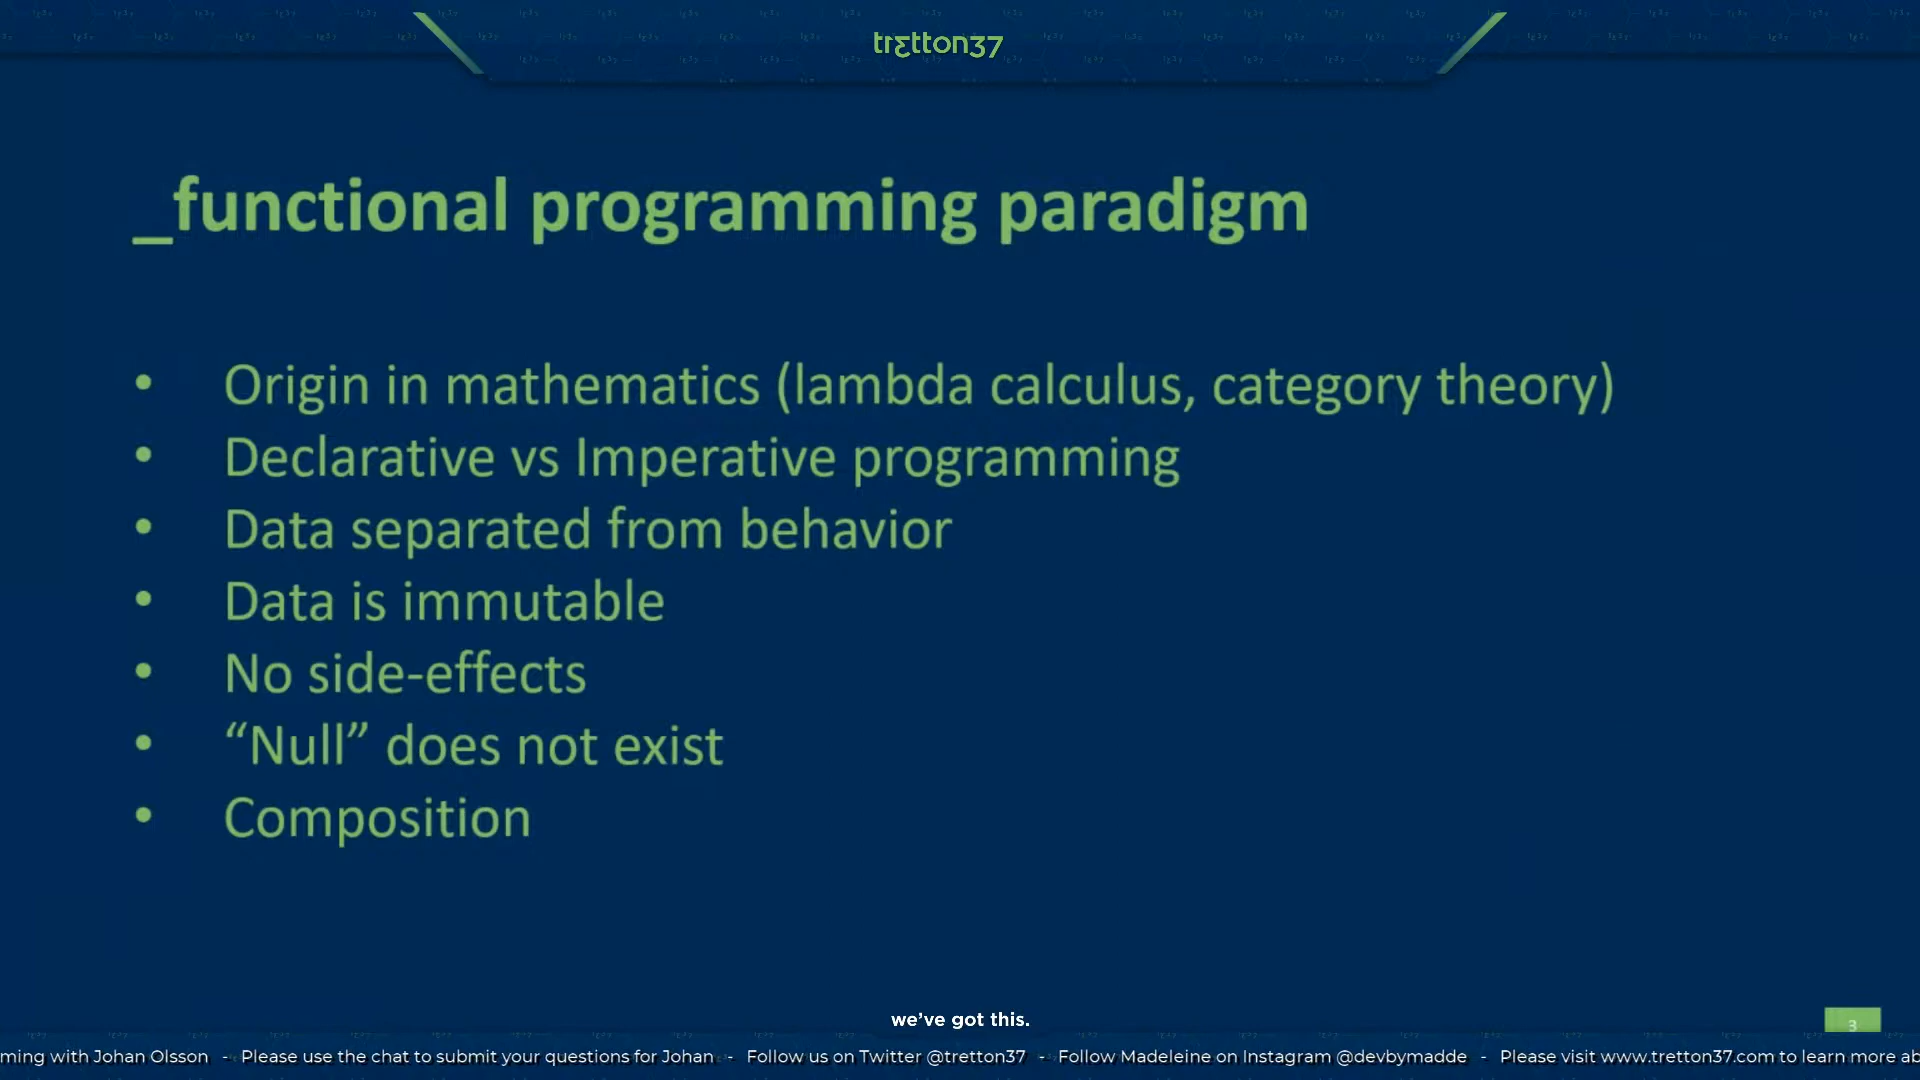 tretton37
_functional programming paradigm
• Origin in mathematics (lambda calculus, category theory)
• Declarative vs Imperative programming
• Data separated from behavior
• Data is immutable
• No side-effects
• “Null” does not exist
• Composition
we’ve got this.
3
ming with Johan Olsson - Please use the chat to submit your questions for Johan - Follow us on Twitter @tretton37 - Follow Madeleine on Instagram @devbymadde - Please visit www.tretton37.com to learn more ab